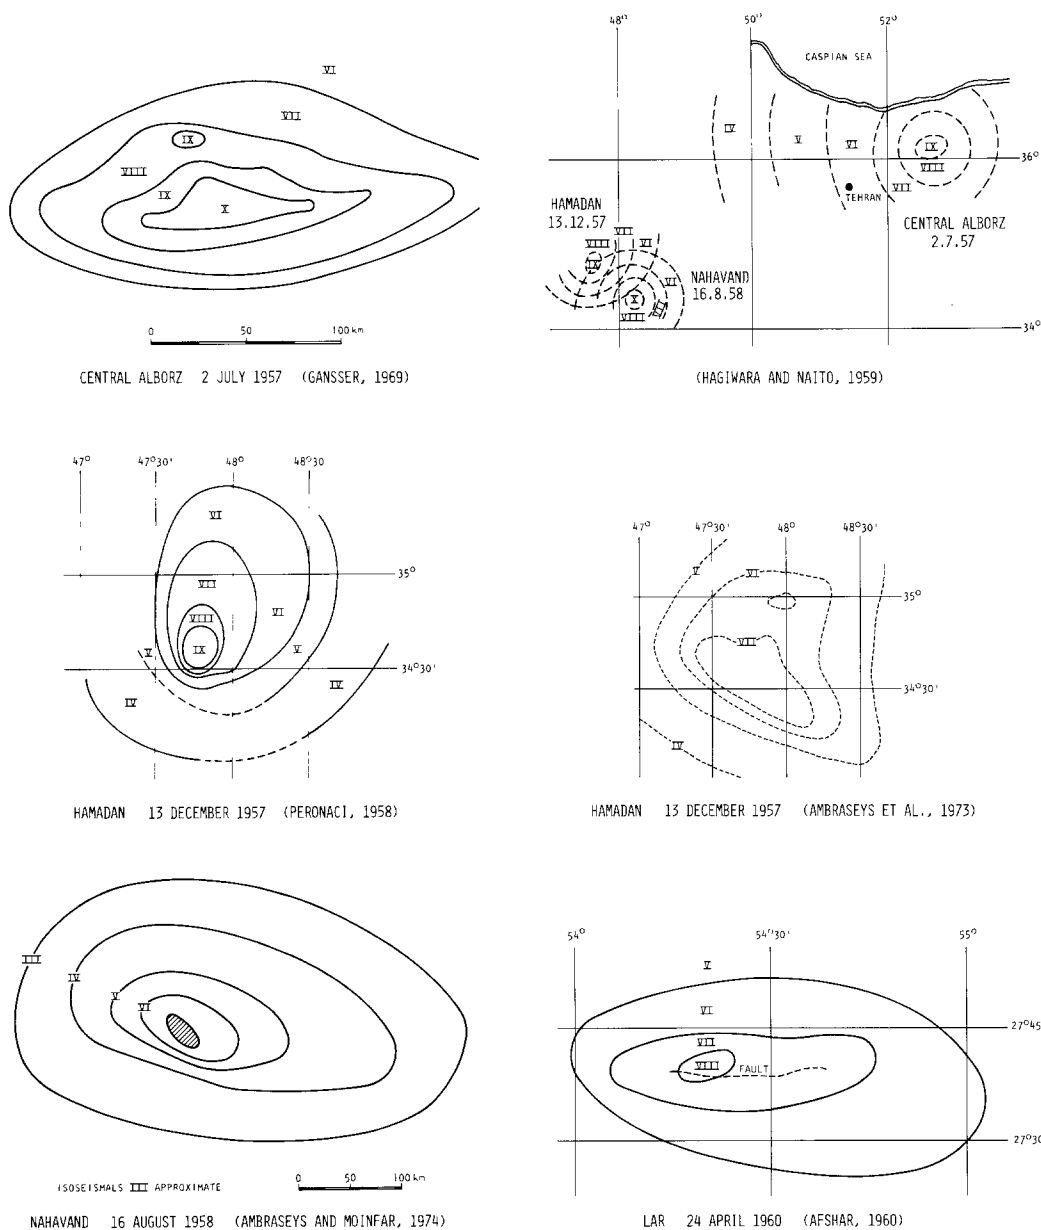 VI
VII
IX
VIII
IX
X
0 50 100 km
CENTRAL ALBORZ 2 JULY 1957 (GANSSER, 1969)
48° 50° 52°
CASPIAN SEA
IV V VI IX
VIII
36°
VII
TEHRAN
HAMADAN
13.12.57
CENTRAL ALBORZ
2.7.57
VII
VIII VI
IX
NAHAVAND
16.8.58
VI
X
VIII VII
34°
(HAGIWARA AND NAITO, 1959)
47° 47°30' 48° 48°30
VI
35°
VII
VIII VI
V IX V
34°30'
IV IV
HAMADAN 13 DECEMBER 1957 (PERONACI, 1958)
47° 47°30' 48° 48°30'
V VI
35°
VII
34°30'
IV
HAMADAN 13 DECEMBER 1957 (AMBRASEYS ET AL., 1973)
III
IV
V
VI
ISOSEISMALS III APPROXIMATE
0 50 100 km
NAHAVAND 16 AUGUST 1958 (AMBRASEYS AND MOINFAR, 1974)
54° 54°30' 55°
V
VI
27°45
VII
VIII FAULT
27°30
LAR 24 APRIL 1960 (AFSHAR, 1960)